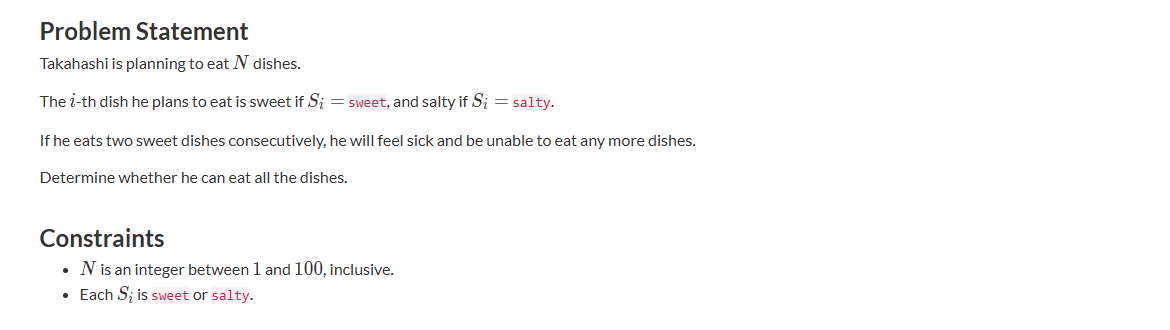 Problem Statement
Takahashi is planning to eat N dishes.
The i-th dish he plans to eat is sweet if Sᵢ = sweet, and salty if Sᵢ = salty.
If he eats two sweet dishes consecutively, he will feel sick and be unable to eat any more dishes.
Determine whether he can eat all the dishes.
Constraints
• N is an integer between 1 and 100, inclusive.
• Each Sᵢ is sweet or salty.